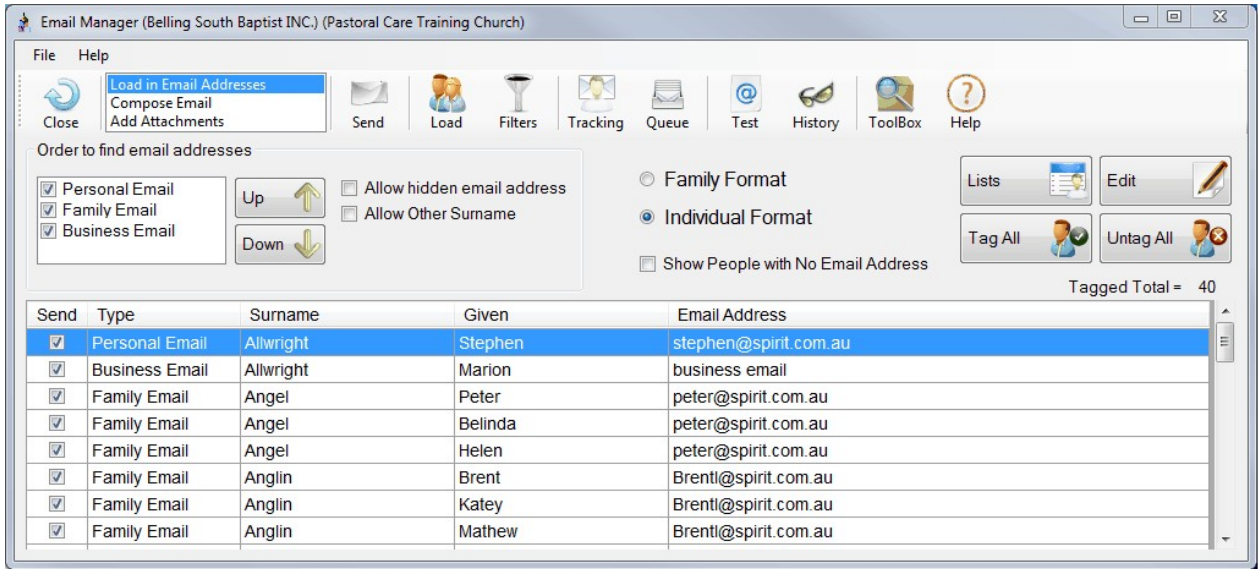 Email Manager (Belling South Baptist INC.) (Pastoral Care Training Church)
File Help
Load in Email Addresses
Compose Email
Add Attachments
Close Send Load Filters Tracking Queue Test History ToolBox Help
Order to find email addresses
Personal Email
Family Email
Business Email
Up
Down
Allow hidden email address
Allow Other Surname
Family Format
Individual Format
Show People with No Email Address
Lists Edit
Tag All Untag All
Tagged Total = 40
Send Type Surname Given Email Address
Personal Email Allwright Stephen stephen@spirit.com.au
Business Email Allwright Marion business email
Family Email Angel Peter peter@spirit.com.au
Family Email Angel Belinda peter@spirit.com.au
Family Email Angel Helen peter@spirit.com.au
Family Email Anglin Brent Brentl@spirit.com.au
Family Email Anglin Katey Brentl@spirit.com.au
Family Email Anglin Mathew Brentl@spirit.com.au